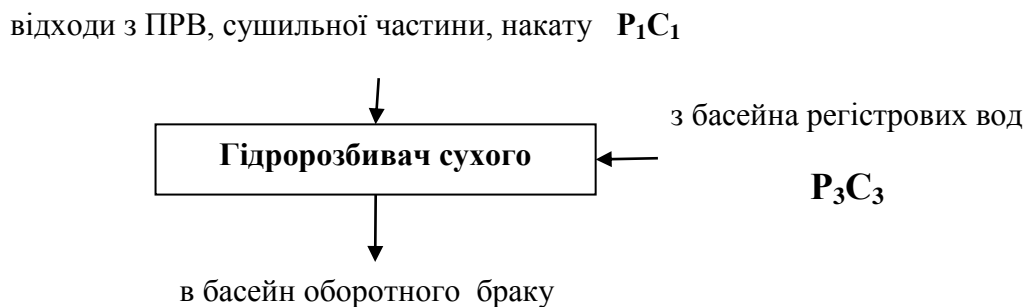 відходи з ПРВ, сушильної частини, накату P₁C₁
з басейна регістрових вод
Гідророзбивач сухого
P₃C₃
в басейн оборотного браку